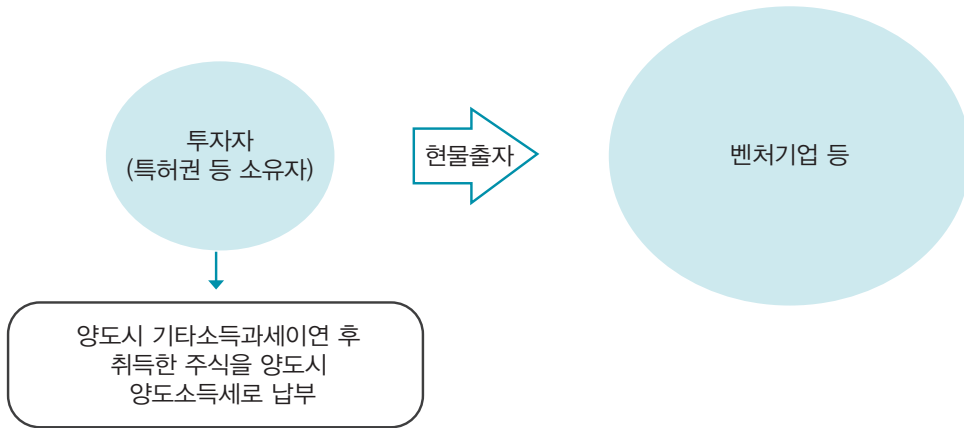 투자자
(특허권 등 소유자)
현물출자
벤처기업 등
양도시 기타소득과세이연 후
취득한 주식을 양도시
양도소득세로 납부